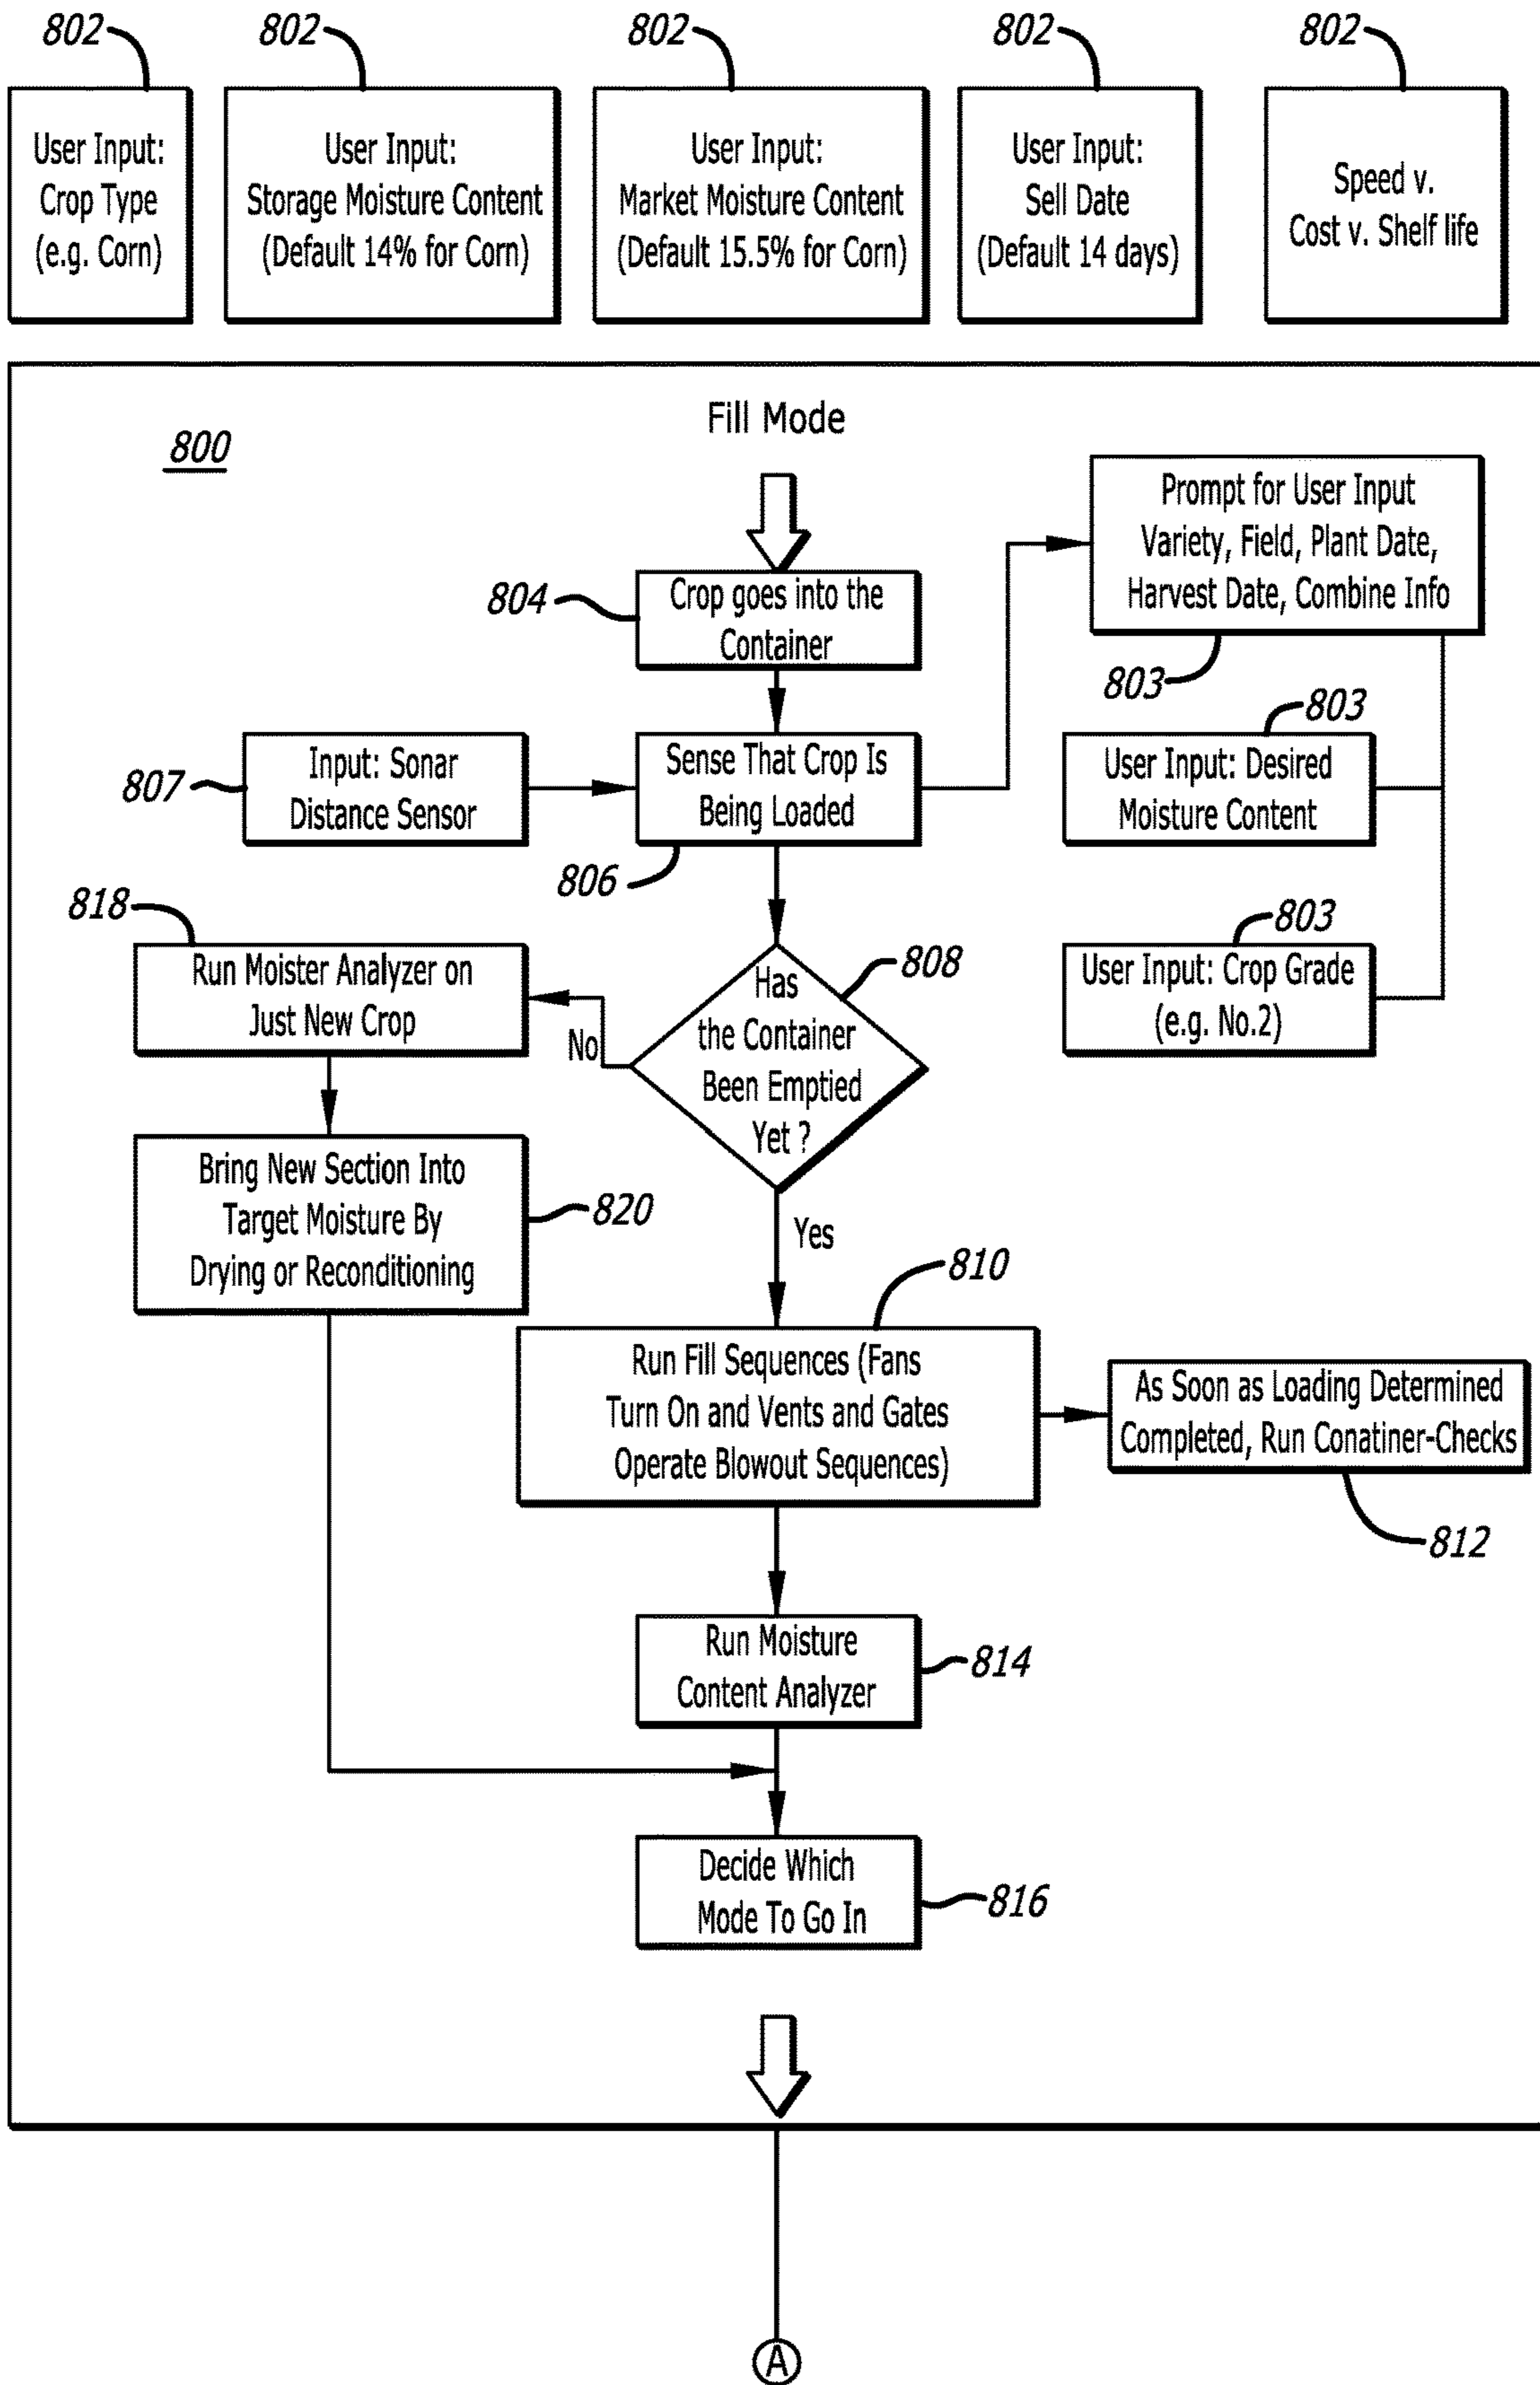 802
802
802
802
802
User Input:
Crop Type
(e.g. Corn)
User Input:
Storage Moisture Content
(Default 14% for Corn)
User Input:
Market Moisture Content
(Default 15.5% for Corn)
User Input:
Sell Date
(Default 14 days)
Speed v.
Cost v. Shelf life
Fill Mode
800
Prompt for User Input
Variety, Field, Plant Date,
Harvest Date, Combine Info
803
804
Crop goes into the
Container
807
Input: Sonar
Distance Sensor
Sense That Crop Is
Being Loaded
806
803
User Input: Desired
Moisture Content
803
User Input: Crop Grade
(e.g. No.2)
818
Run Moister Analyzer on
Just New Crop
No
Has
the Container
Been Emptied
Yet ?
808
Bring New Section Into
Target Moisture By
Drying or Reconditioning
820
Yes
810
Run Fill Sequences (Fans
Turn On and Vents and Gates
Operate Blowout Sequences)
As Soon as Loading Determined
Completed, Run Conatiner-Checks
812
Run Moisture
Content Analyzer
814
Decide Which
Mode To Go In
816
A